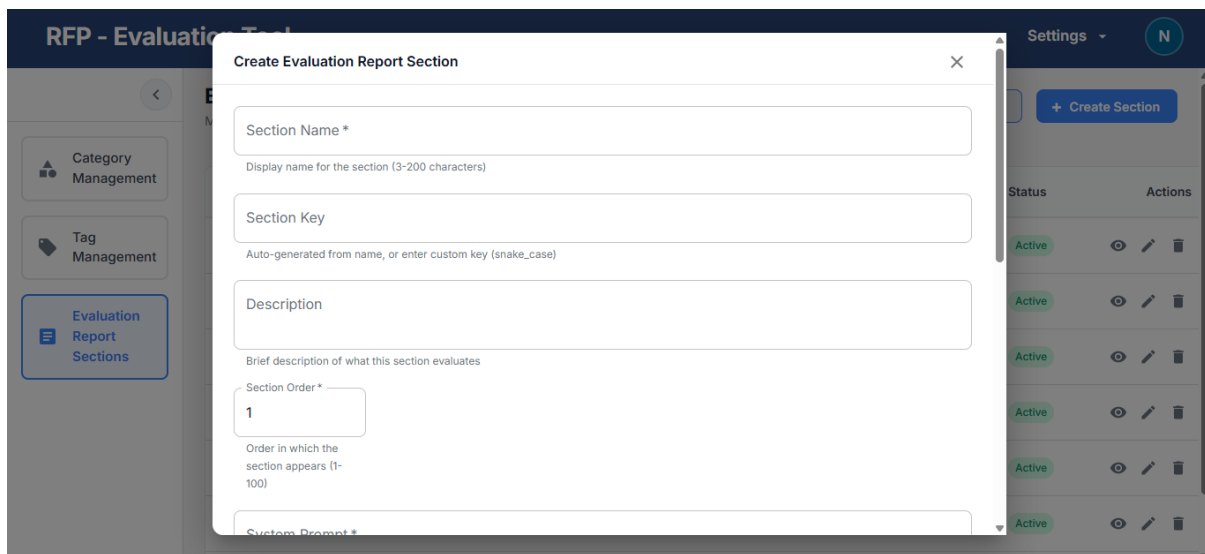 RFP - Evaluation Tool
Settings
N
Create Evaluation Report Section
+ Create Section
Category
Management
Tag
Management
Evaluation
Report
Sections
Section Name *
Display name for the section (3-200 characters)
Section Key
Auto-generated from name, or enter custom key (snake_case)
Description
Brief description of what this section evaluates
Section Order *
1
Order in which the
section appears (1-
100)
System Prompt *
Status
Actions
Active
Active
Active
Active
Active
Active